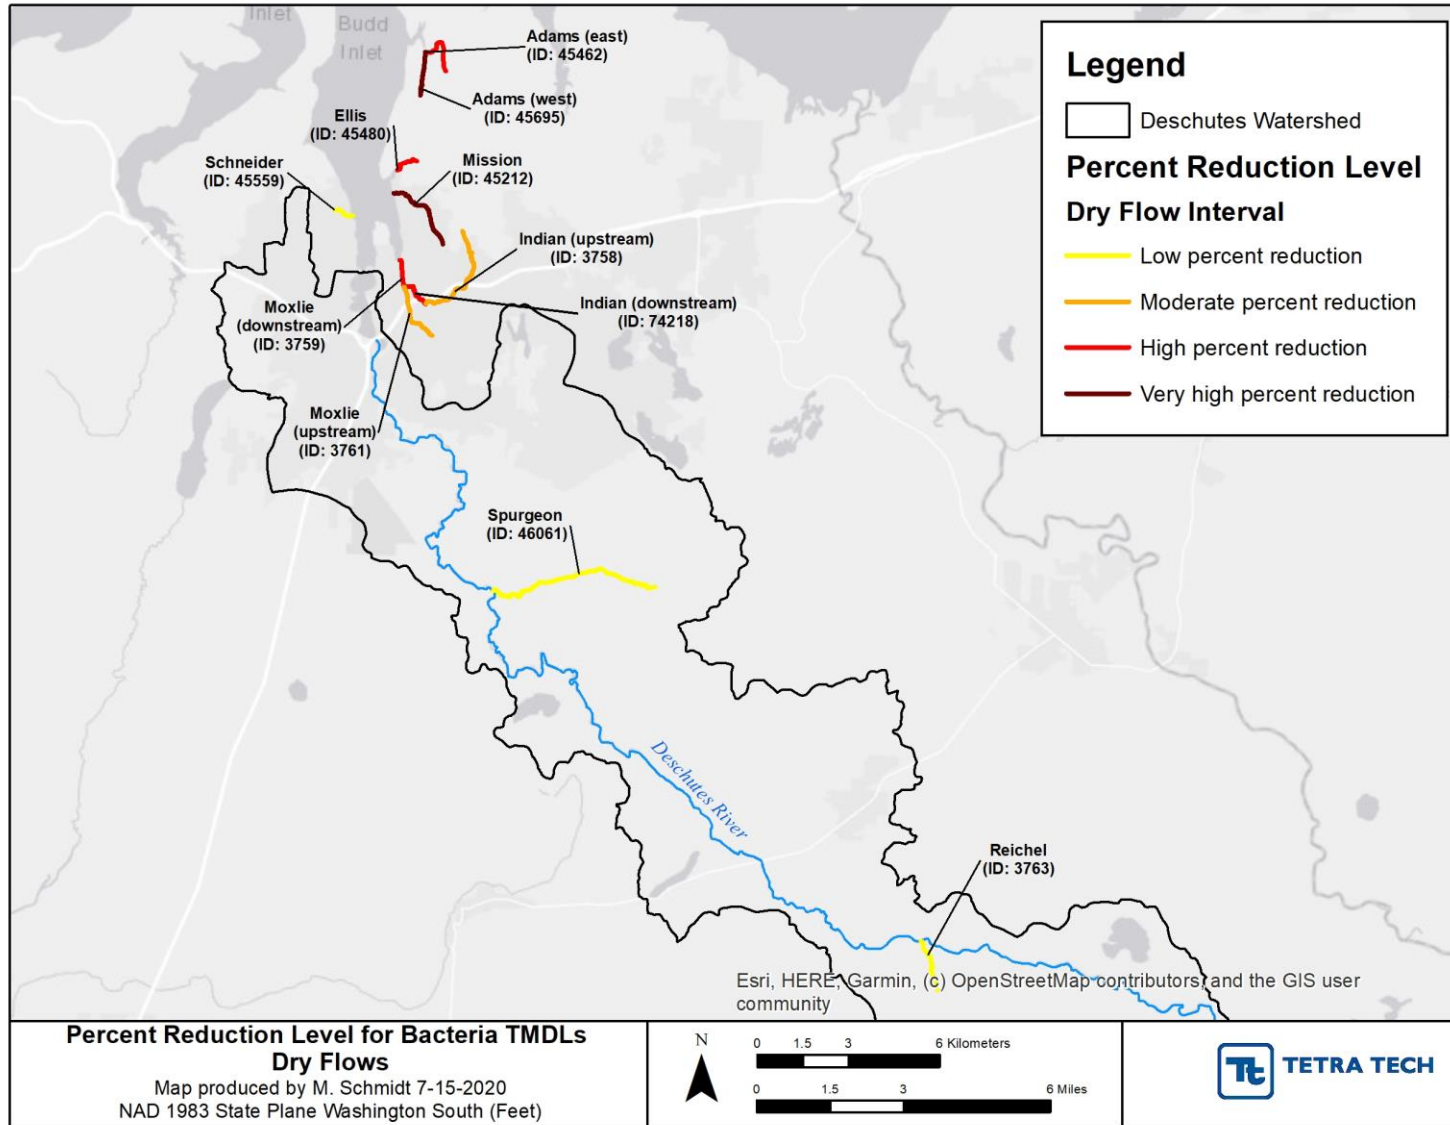 Inlet
Budd
Inlet
Adams (east)
(ID: 45462)
Adams (west)
(ID: 45695)
Ellis
(ID: 45480)
Mission
(ID: 45212)
Schneider
(ID: 45559)
Indian (upstream)
(ID: 3758)
Indian (downstream)
(ID: 74218)
Moxlie
(downstream)
(ID: 3759)
Moxlie
(upstream)
(ID: 3761)
Spurgeon
(ID: 46061)
Deschutes River
Reichel
(ID: 3763)
Esri, HERE, Garmin, (c) OpenStreetMap contributors, and the GIS user
community
Legend
Deschutes Watershed
Percent Reduction Level
Dry Flow Interval
Low percent reduction
Moderate percent reduction
High percent reduction
Very high percent reduction
Percent Reduction Level for Bacteria TMDLs
Dry Flows
Map produced by M. Schmidt 7-15-2020
NAD 1983 State Plane Washington South (Feet)
N
0 1.5 3 6 Kilometers
0 1.5 3 6 Miles
Tt TETRA TECH